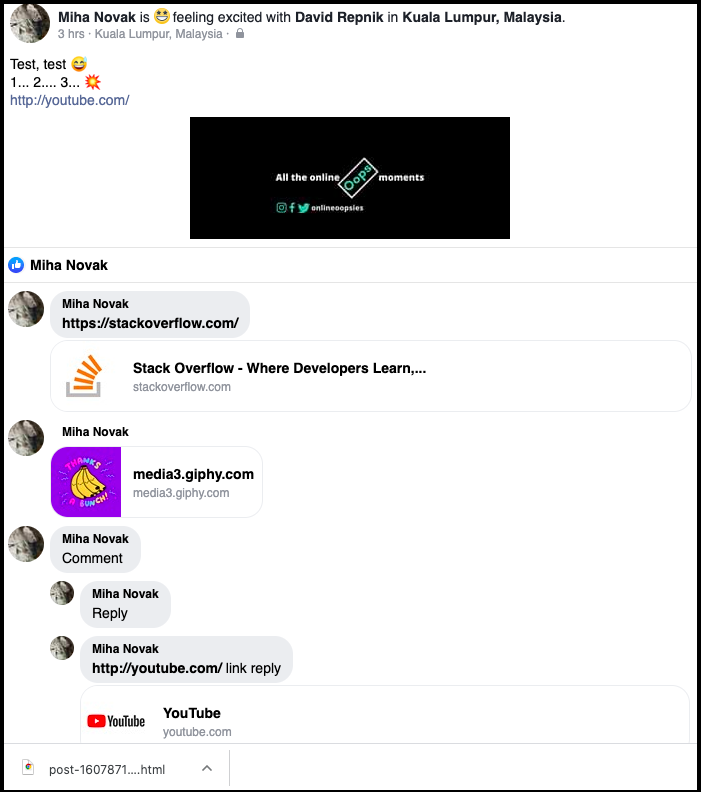 Miha Novak is 😃 feeling excited with David Repnik in Kuala Lumpur, Malaysia.
3 hrs · Kuala Lumpur, Malaysia ·
Test, test 😅
1... 2.... 3... 💥
http://youtube.com/
All the online Oops moments
onlineoopsies
Miha Novak
Miha Novak
https://stackoverflow.com/
Stack Overflow - Where Developers Learn,...
stackoverflow.com
Miha Novak
THANKS
A BUNCH!
media3.giphy.com
media3.giphy.com
Miha Novak
Comment
Miha Novak
Reply
Miha Novak
http://youtube.com/ link reply
YouTube
YouTube
youtube.com
post-1607871....html